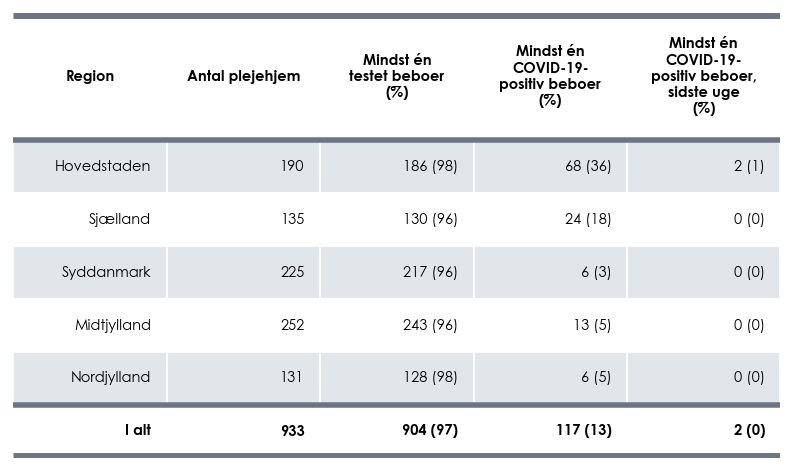 Region Antal plejehjem Mindst én testet beboer (%) Mindst én COVID-19-positiv beboer (%) Mindst én COVID-19-positiv beboer, sidste uge (%)
Hovedstaden 190 186 (98) 68 (36) 2 (1)
Sjælland 135 130 (96) 24 (18) 0 (0)
Syddanmark 225 217 (96) 6 (3) 0 (0)
Midtjylland 252 243 (96) 13 (5) 0 (0)
Nordjylland 131 128 (98) 6 (5) 0 (0)
I alt 933 904 (97) 117 (13) 2 (0)